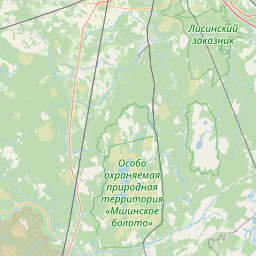 Лисинский
заказник
Особо
охраняемая
природная
территория
«Мшинское
болото»